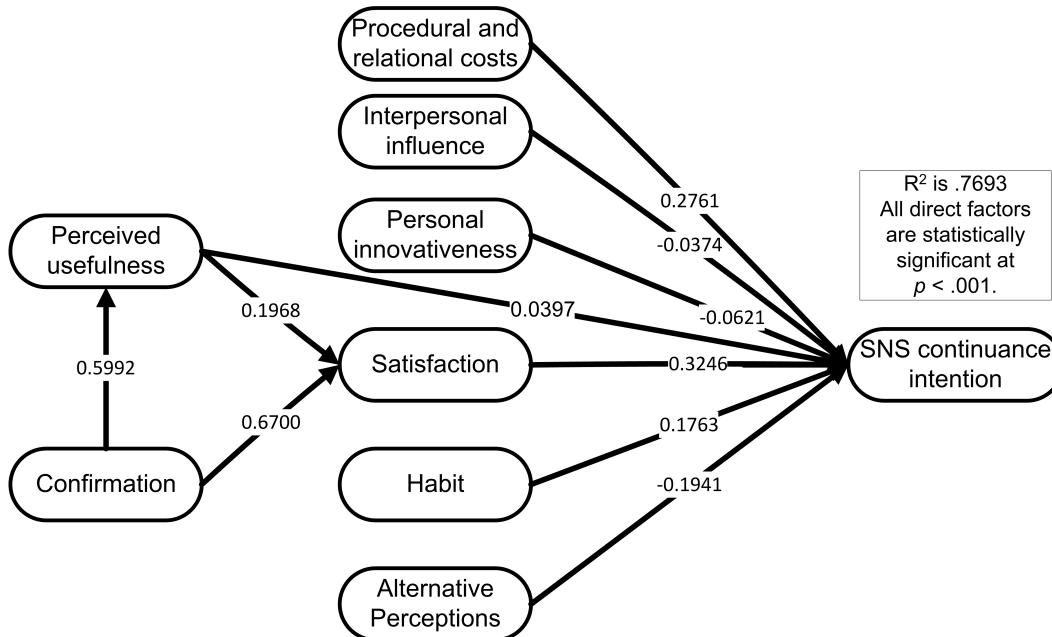 Procedural and
relational costs
Interpersonal
influence
Personal
innovativeness
Perceived
usefulness
Satisfaction
Confirmation
Habit
Alternative
Perceptions
SNS continuance
intention
R² is .7693
All direct factors
are statistically
significant at
p < .001.
0.2761
-0.0374
-0.0621
0.0397
0.1968
0.3246
0.5992
0.6700
0.1763
-0.1941